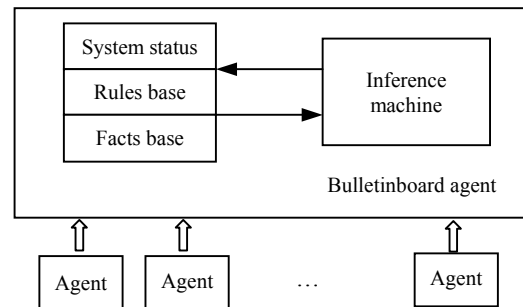 System status
Rules base
Facts base
Inference
machine
Bulletinboard agent
Agent
Agent
…
Agent